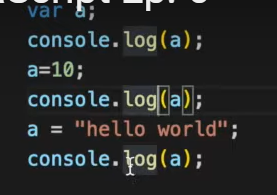 var a;
console.log(a);
a=10;
console.log(a);
a = "hello world";
console.log(a);